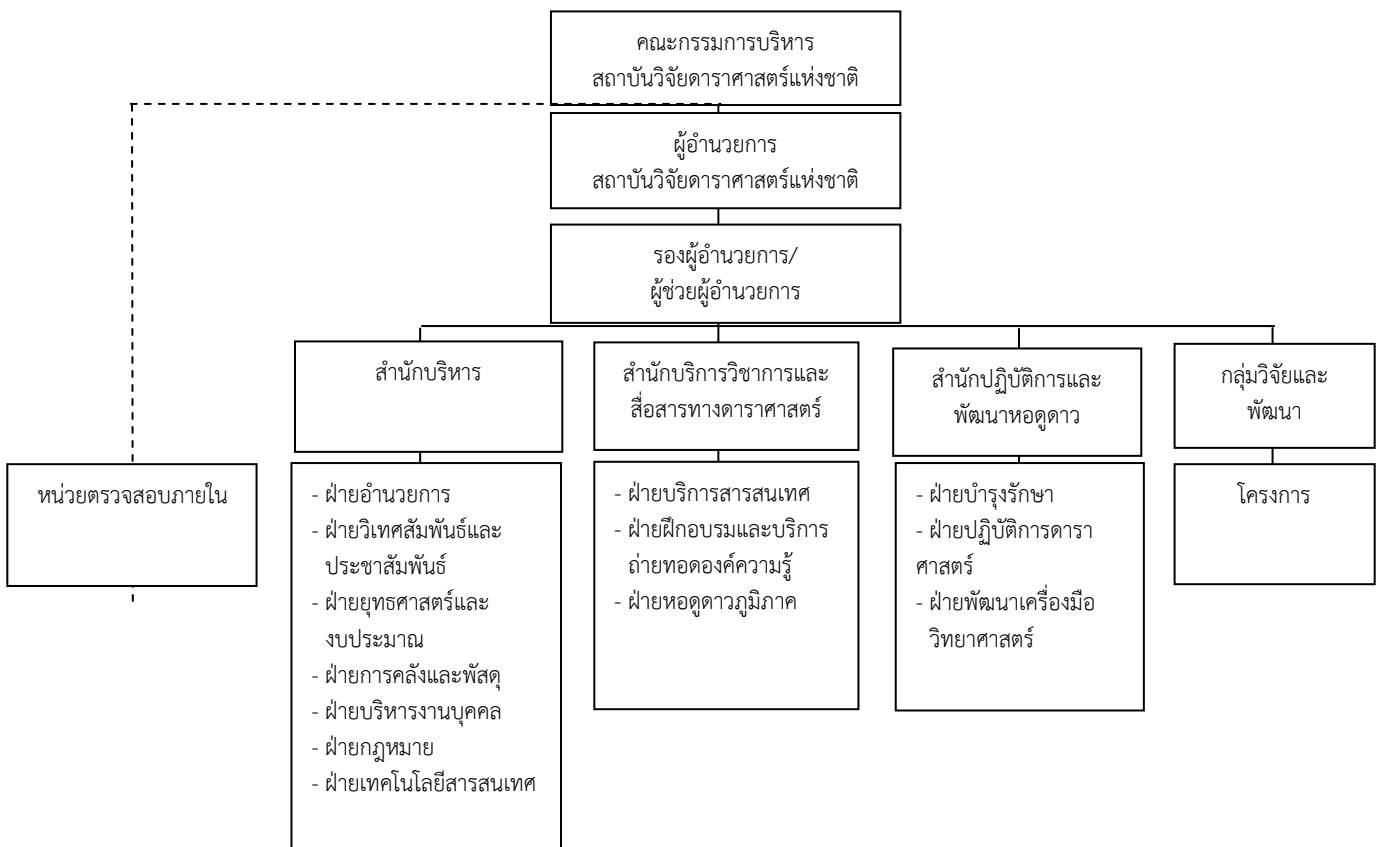 คณะกรรมการบริหาร
สถาบันวิจัยดาราศาสตร์แห่งชาติ
ผู้อำนวยการ
สถาบันวิจัยดาราศาสตร์แห่งชาติ
รองผู้อำนวยการ/
ผู้ช่วยผู้อำนวยการ
สำนักบริหาร
สำนักบริการวิชาการและ
สื่อสารทางดาราศาสตร์
สำนักปฏิบัติการและ
พัฒนาหอดูดาว
กลุ่มวิจัยและ
พัฒนา
หน่วยตรวจสอบภายใน
- ฝ่ายอำนวยการ
- ฝ่ายวิเทศสัมพันธ์และ
ประชาสัมพันธ์
- ฝ่ายยุทธศาสตร์และ
งบประมาณ
- ฝ่ายการคลังและพัสดุ
- ฝ่ายบริหารงานบุคคล
- ฝ่ายกฎหมาย
- ฝ่ายเทคโนโลยีสารสนเทศ
- ฝ่ายบริการสารสนเทศ
- ฝ่ายฝึกอบรมและบริการ
ถ่ายทอดองค์ความรู้
- ฝ่ายหอดูดาวภูมิภาค
- ฝ่ายบำรุงรักษา
- ฝ่ายปฏิบัติการดารา
ศาสตร์
- ฝ่ายพัฒนาเครื่องมือ
วิทยาศาสตร์
โครงการ